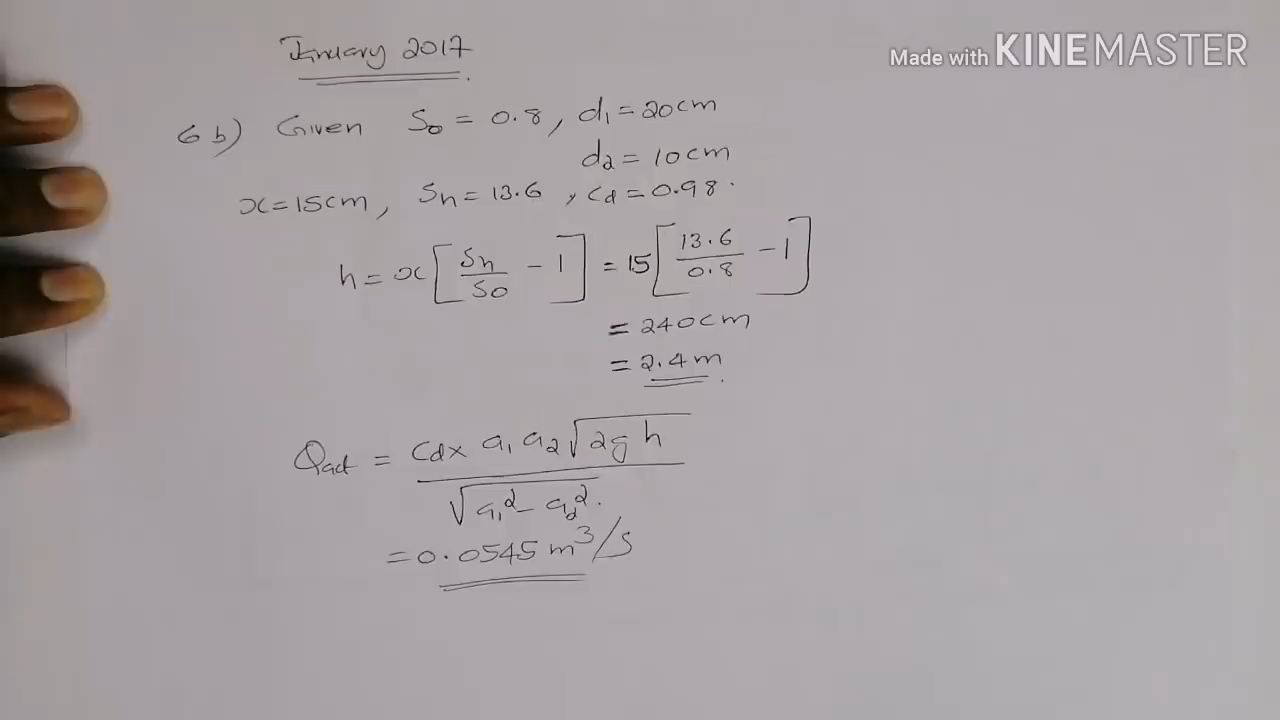 January 2017
Made with KINEMASTER
6 b) Given S₀ = 0.8, d₁ = 20cm
d₂ = 10cm
x = 15cm, Sₕ = 13.6, Cd = 0.98.
h = x [Sₕ/S₀ - 1] = 15 [13.6/0.8 - 1]
= 240cm
= 2.4m.
Qact = Cd x a₁ a₂ √2gh / √a₁² - a₂².
= 0.0545 m³/s